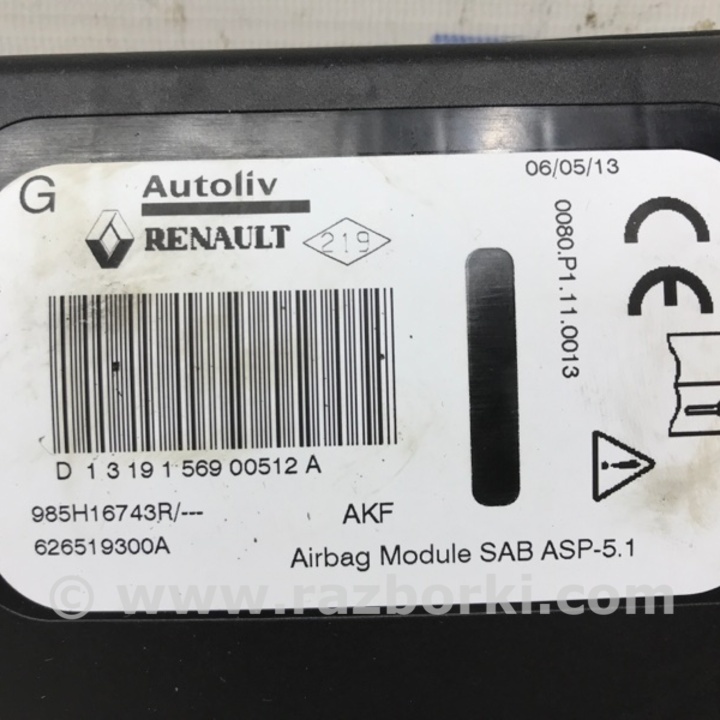 G
Autoliv
RENAULT
219
06/05/13
0080.P1.11.0013
CE
D 1 3 19 1 569 00512 A
985H16743R/---
AKF
626519300A
Airbag Module SAB ASP-5.1
© www.razborki.com